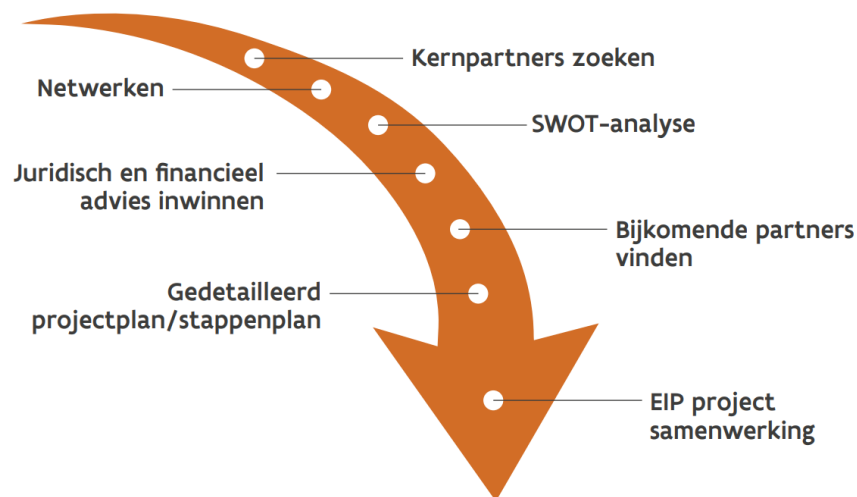 Kernpartners zoeken
Netwerken
SWOT-analyse
Juridisch en financieel
advies inwinnen
Bijkomende partners
vinden
Gedetailleerd
projectplan/stappenplan
EIP project
samenwerking